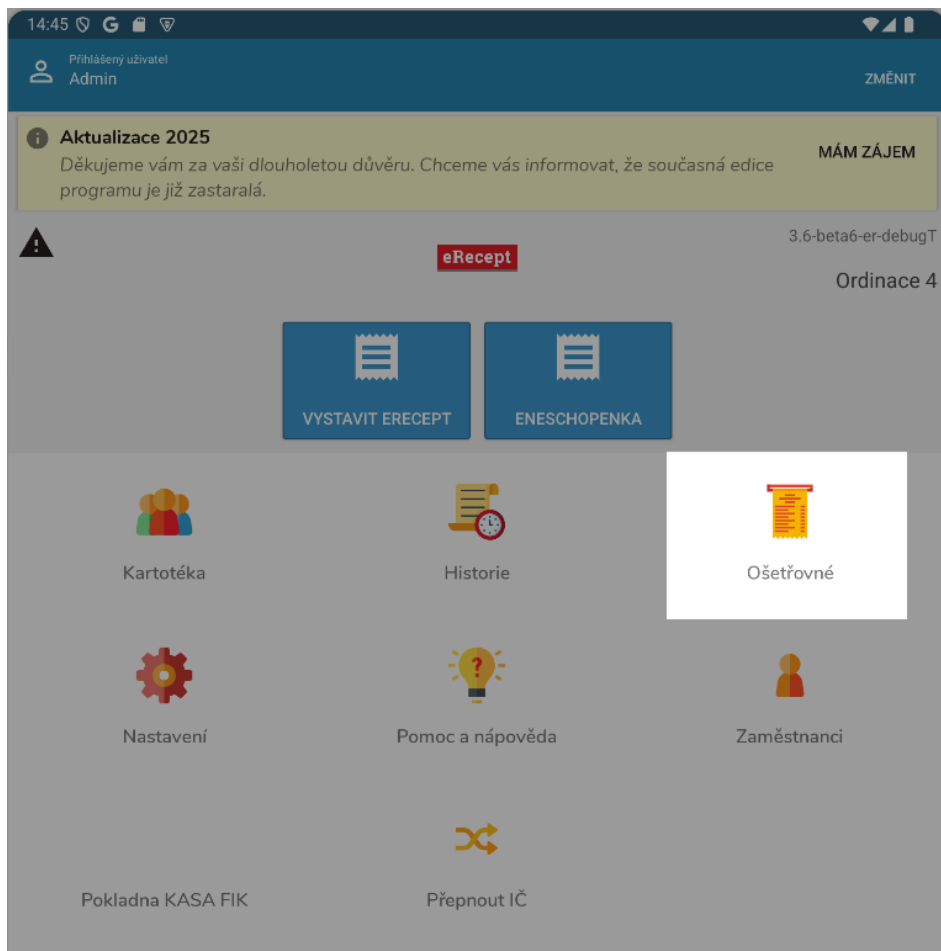 14:45
Přihlášený uživatel
Admin
ZMĚNIT
Aktualizace 2025
Děkujeme vám za vaši dlouholetou důvěru. Chceme vás informovat, že současná edice
programu je již zastaralá.
MÁM ZÁJEM
3.6-beta6-er-debugT
eRecept
Ordinace 4
VYSTAVIT ERECEPT
ENESCHOPENKA
Kartotéka
Historie
Ošetřovné
Nastavení
Pomoc a nápověda
Zaměstnanci
Pokladna KASA FIK
Přepnout IČ